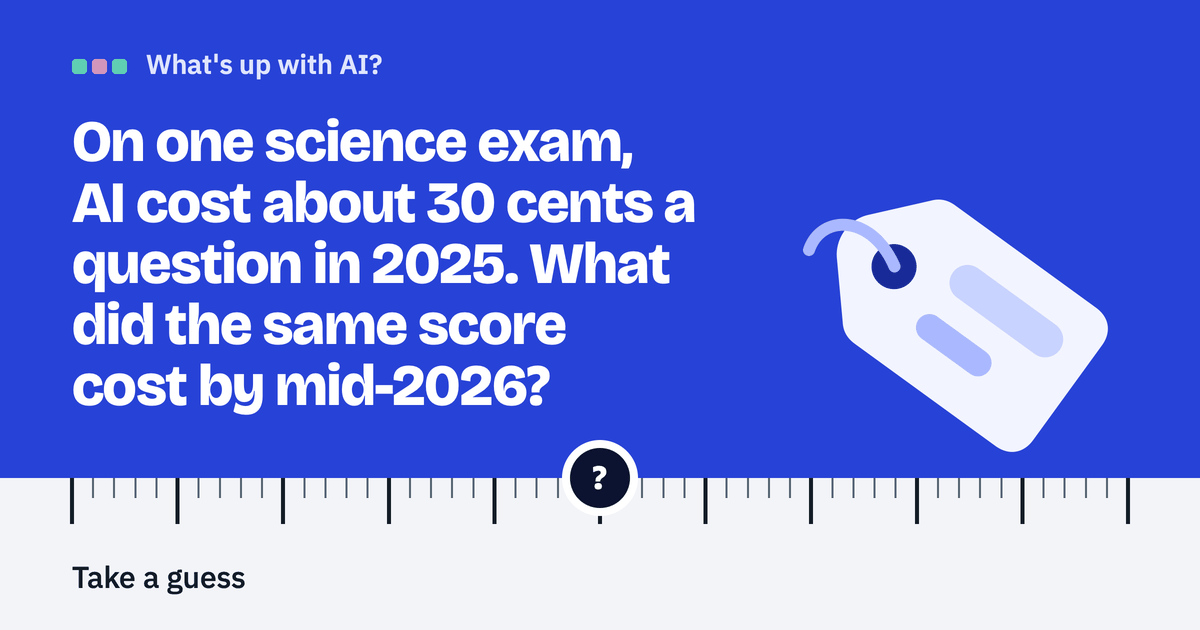 What's up with AI?
On one science exam,
AI cost about 30 cents a
question in 2025. What
did the same score
cost by mid-2026?
?
Take a guess